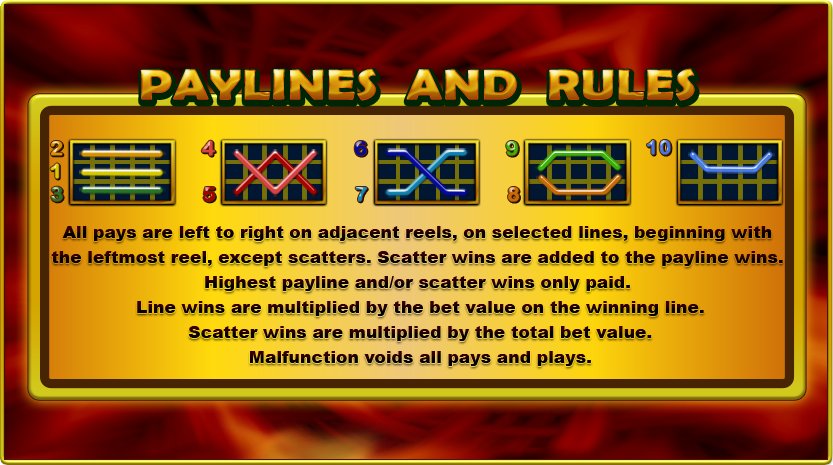 PAYLINES AND RULES
2 4 6 9 10
1
3 5 7 8
All pays are left to right on adjacent reels, on selected lines, beginning with
the leftmost reel, except scatters. Scatter wins are added to the payline wins.
Highest payline and/or scatter wins only paid.
Line wins are multiplied by the bet value on the winning line.
Scatter wins are multiplied by the total bet value.
Malfunction voids all pays and plays.